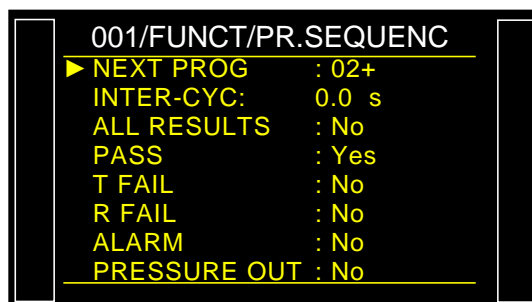 001/FUNCT/PR.SEQUENC
► NEXT PROG : 02+
INTER-CYC: 0.0 s
ALL RESULTS : No
PASS : Yes
T FAIL : No
R FAIL : No
ALARM : No
PRESSURE OUT : No